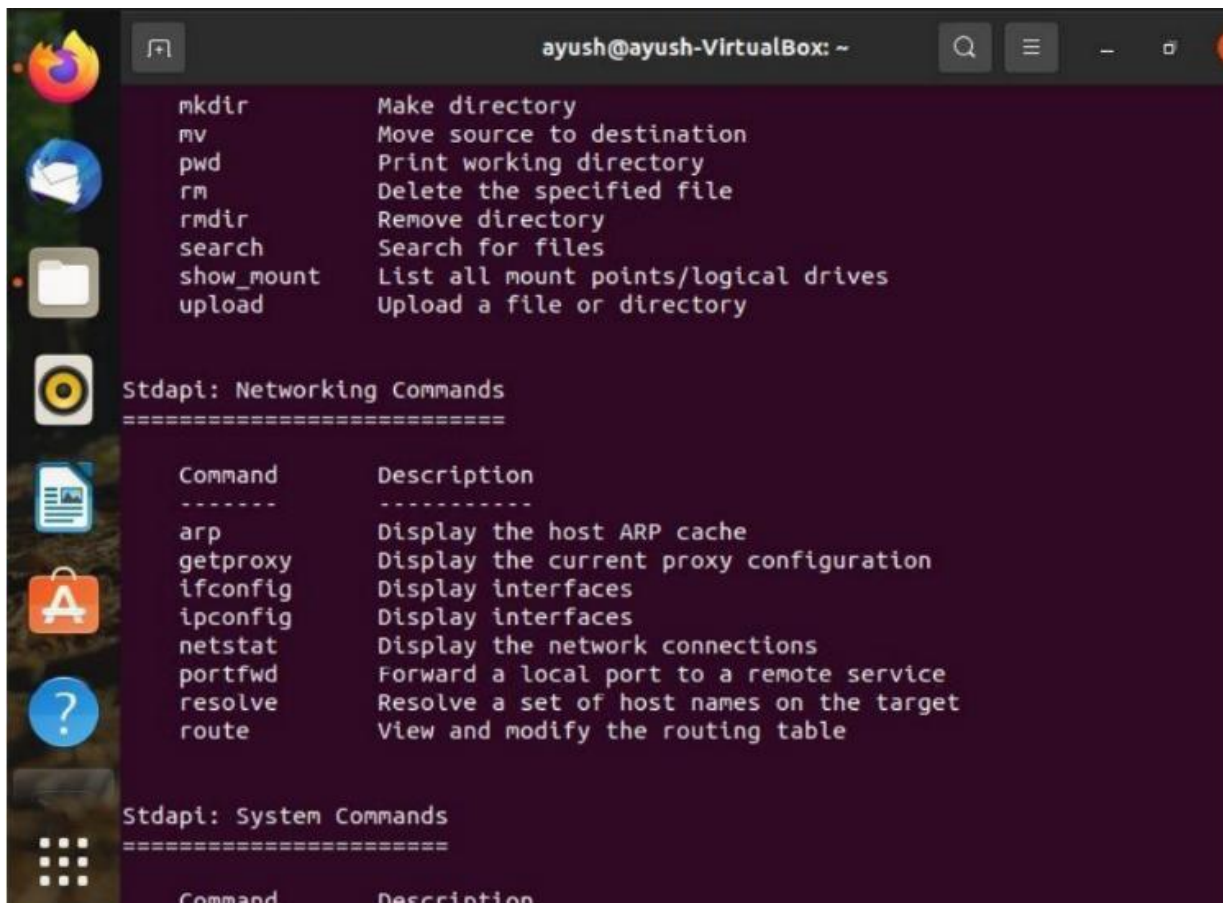 ayush@ayush-VirtualBox: ~
mkdir Make directory
mv Move source to destination
pwd Print working directory
rm Delete the specified file
rmdir Remove directory
search Search for files
show_mount List all mount points/logical drives
upload Upload a file or directory
Stdapi: Networking Commands
===========================
Command Description
------- -----------
arp Display the host ARP cache
getproxy Display the current proxy configuration
ifconfig Display interfaces
ipconfig Display interfaces
netstat Display the network connections
portfwd Forward a local port to a remote service
resolve Resolve a set of host names on the target
route View and modify the routing table
Stdapi: System Commands
=======================
Command Description